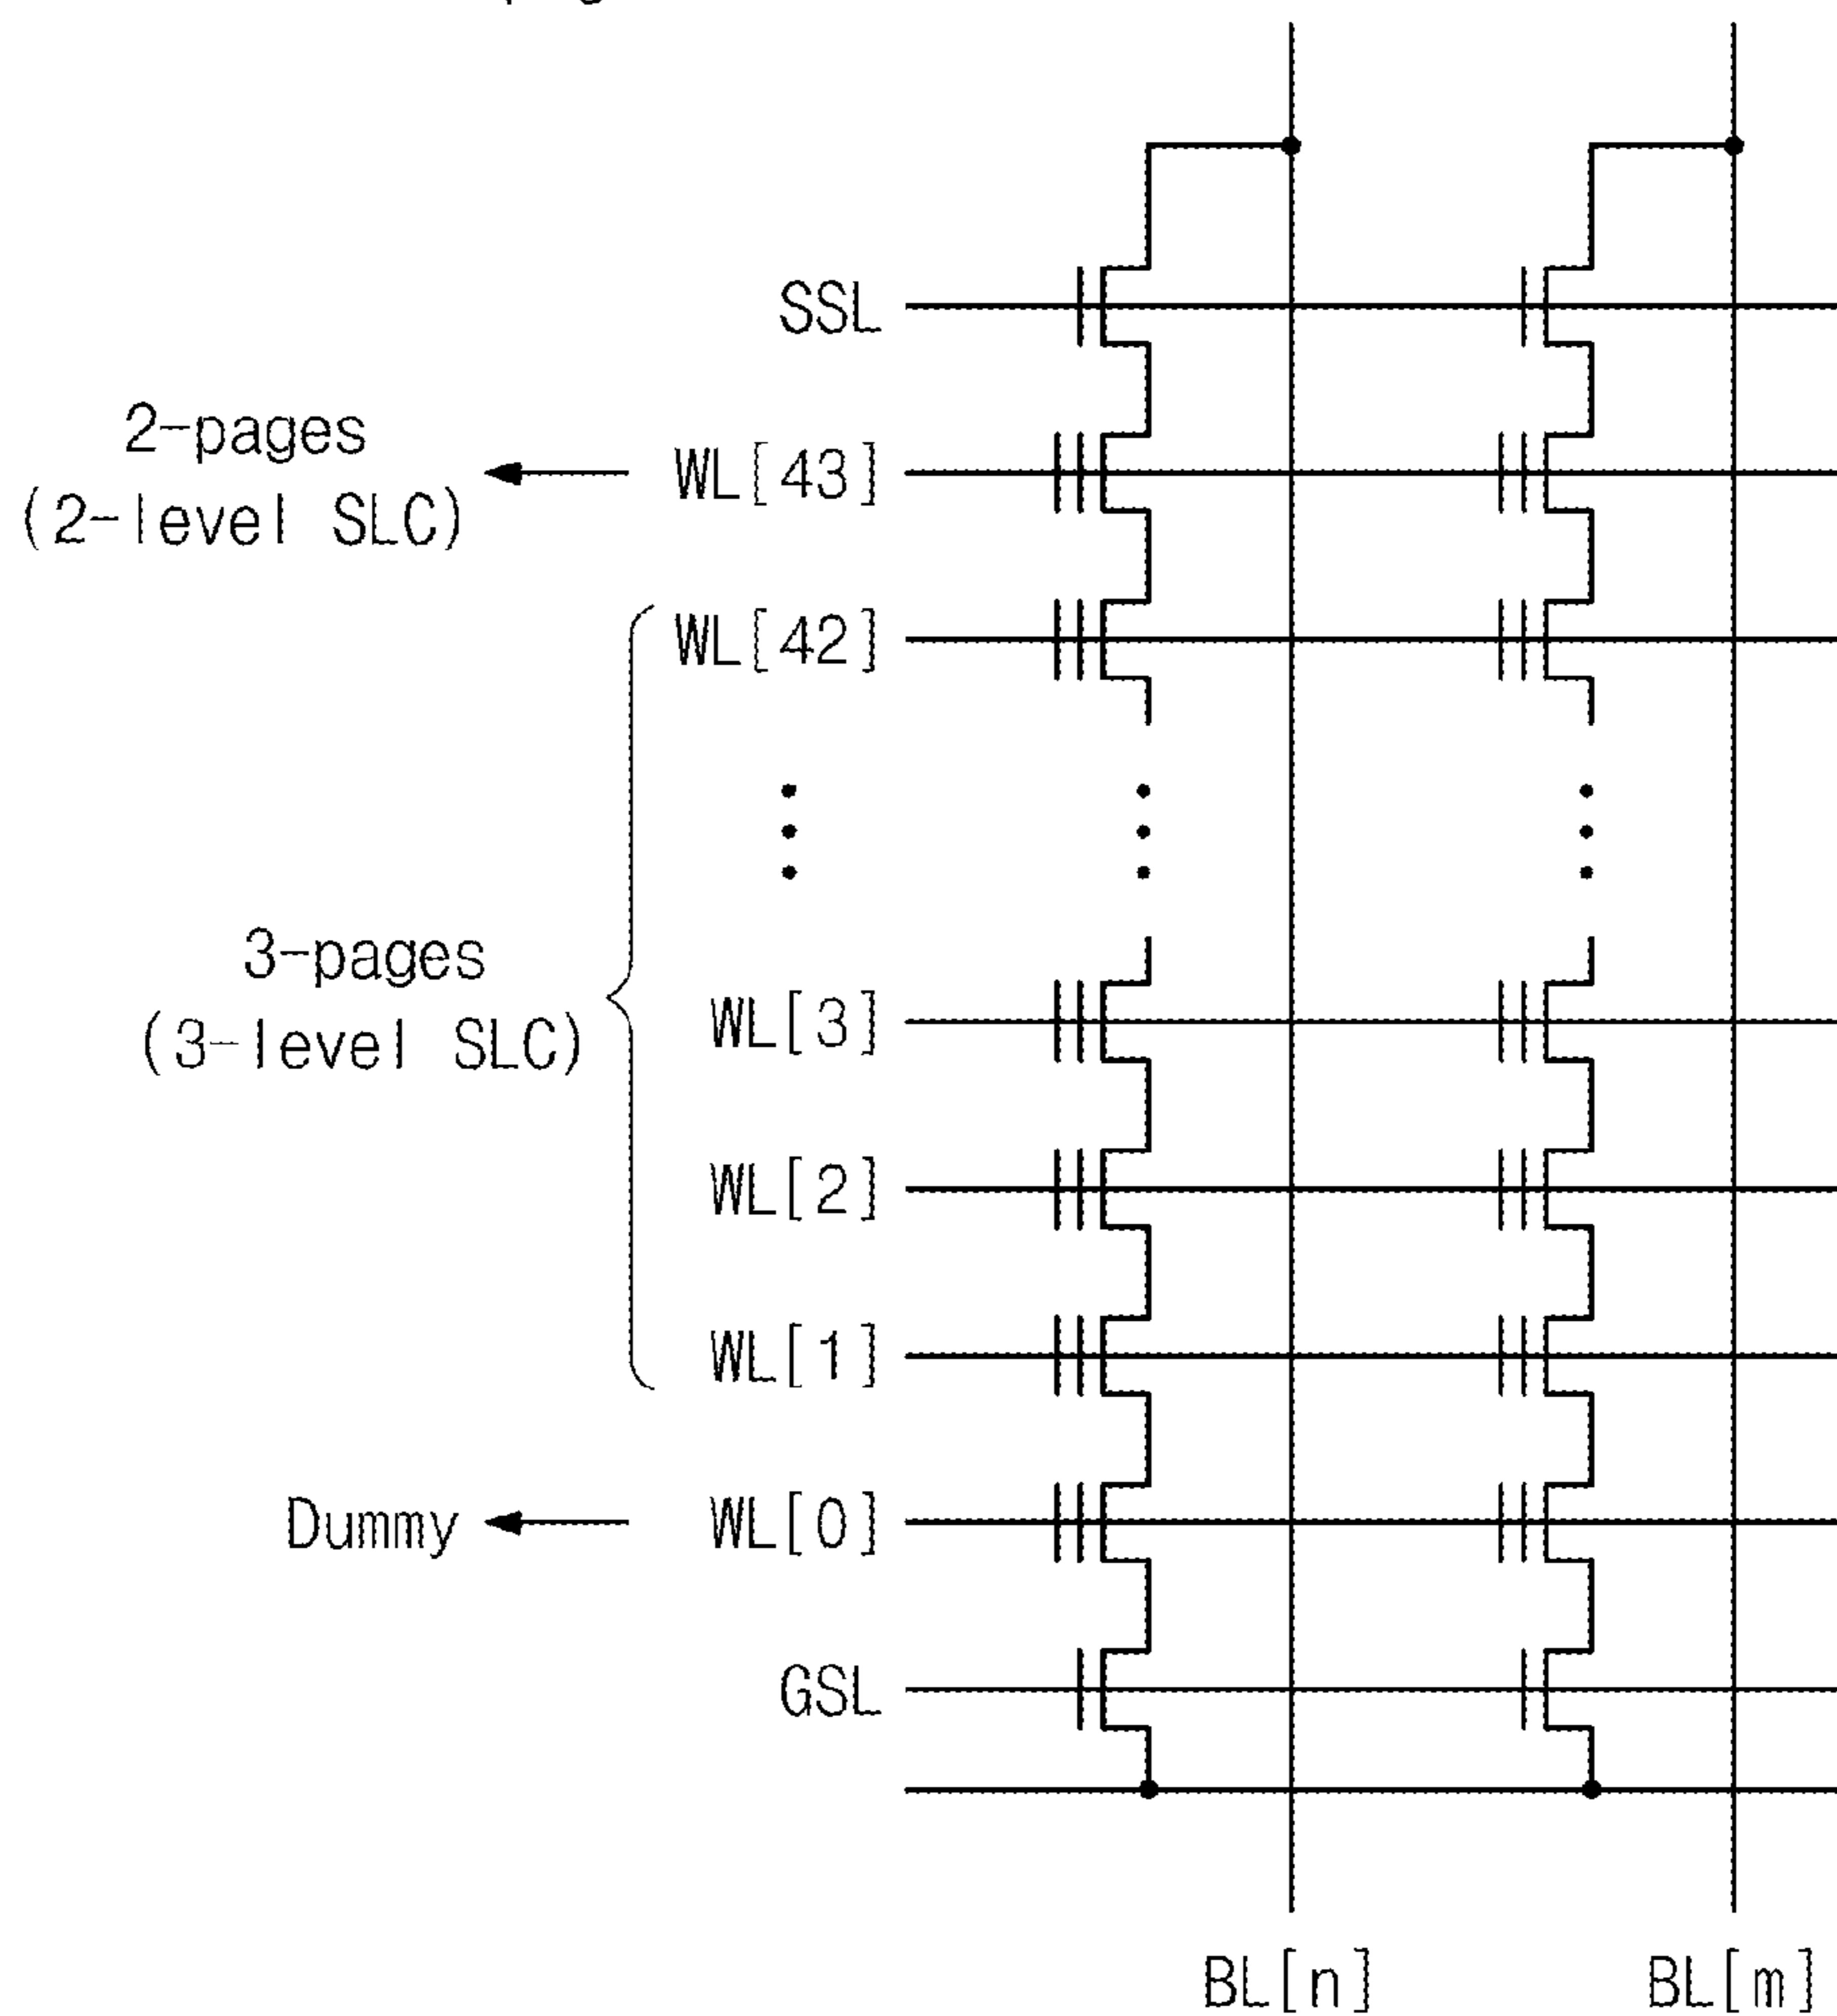 SSL
2-pages
(2-level SLC)
WL[43]
WL[42]
3-pages
(3-level SLC)
WL[3]
WL[2]
WL[1]
Dummy
WL[0]
GSL
BL[n]
BL[m]